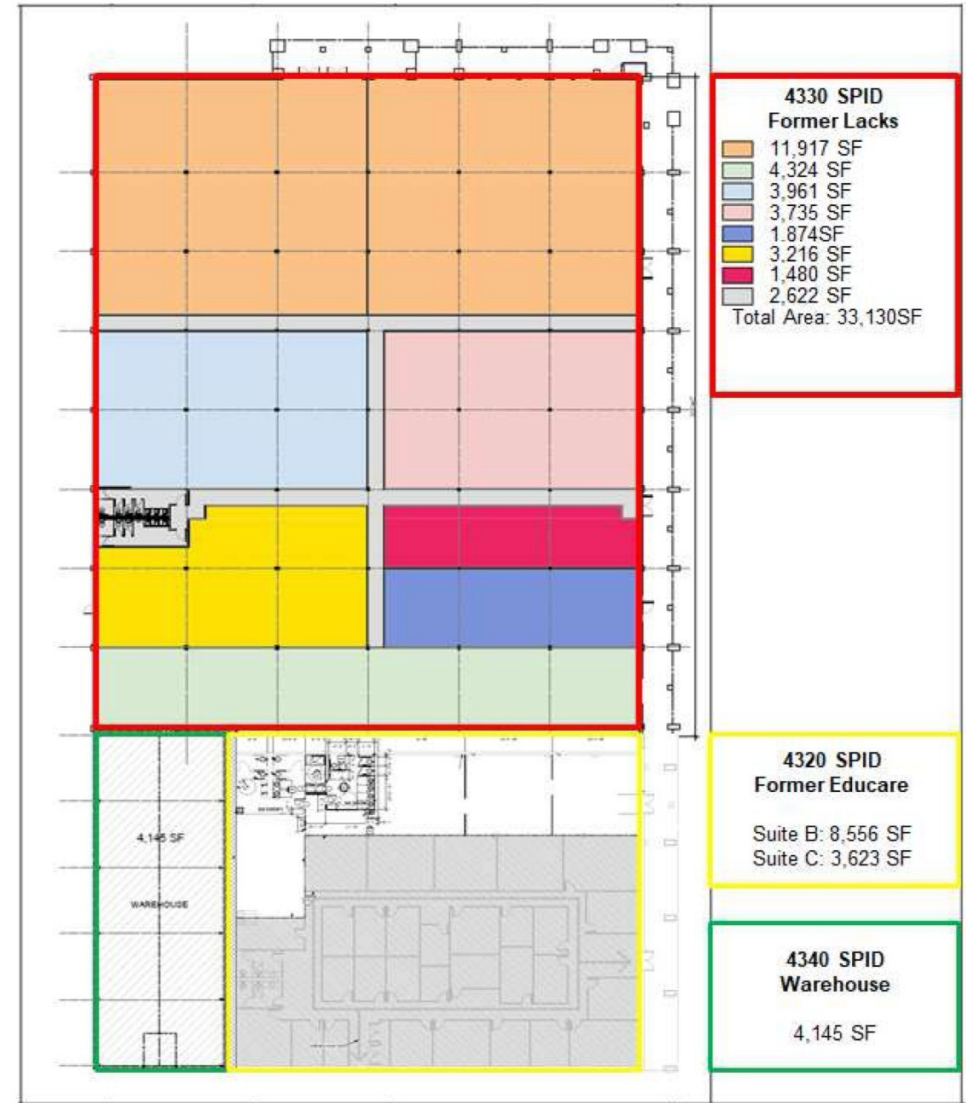 4330 SPID
Former Lacks
11,917 SF
4,324 SF
3,961 SF
3,735 SF
1.874SF
3,216 SF
1,480 SF
2,622 SF
Total Area: 33,130SF
4,145 SF
WAREHOUSE
4320 SPID
Former Educare
Suite B: 8,556 SF
Suite C: 3,623 SF
4340 SPID
Warehouse
4,145 SF